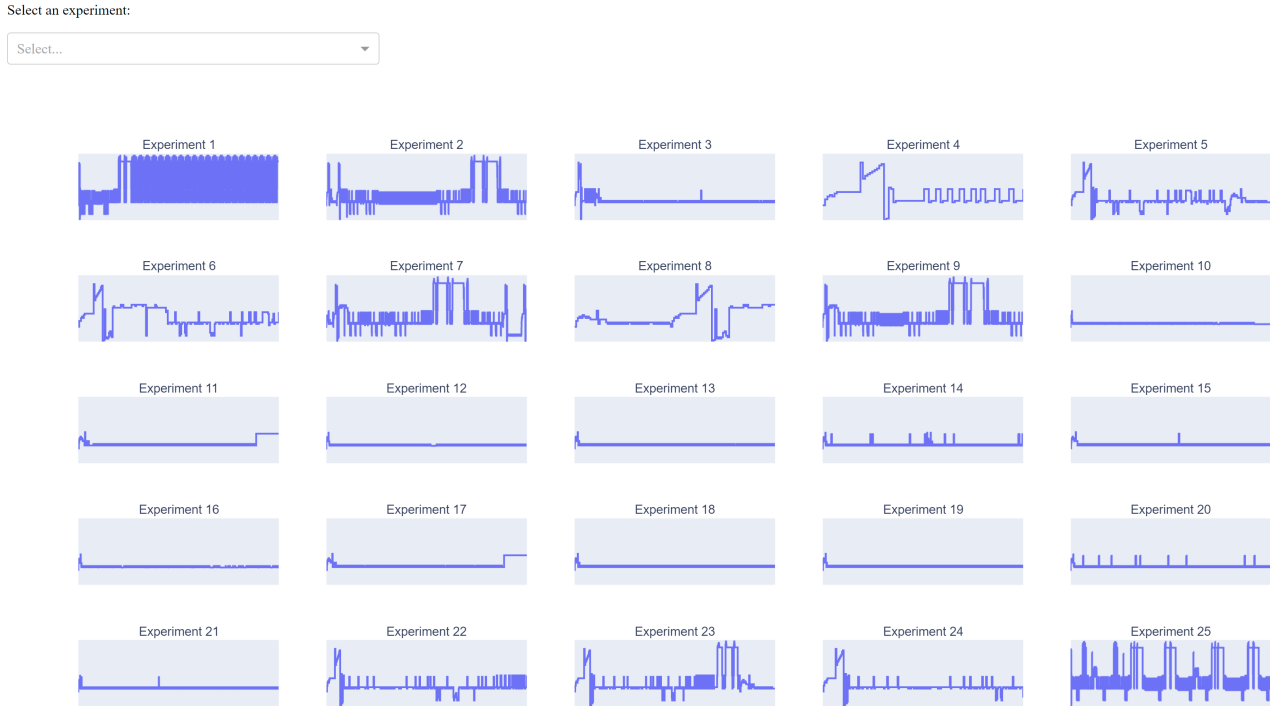 Select an experiment:
Select...
Experiment 1
Experiment 2
Experiment 3
Experiment 4
Experiment 5
Experiment 6
Experiment 7
Experiment 8
Experiment 9
Experiment 10
Experiment 11
Experiment 12
Experiment 13
Experiment 14
Experiment 15
Experiment 16
Experiment 17
Experiment 18
Experiment 19
Experiment 20
Experiment 21
Experiment 22
Experiment 23
Experiment 24
Experiment 25